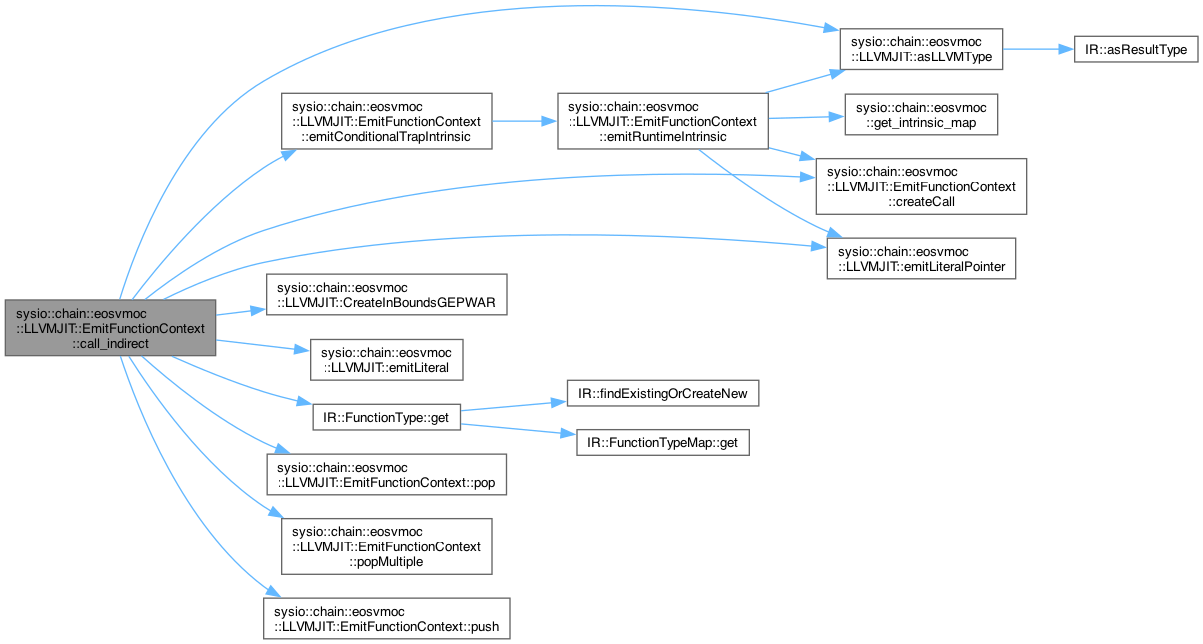 sysio::chain::eosvmoc
::LLVMJIT::EmitFunctionContext
::call_indirect
sysio::chain::eosvmoc
::LLVMJIT::asLLVMType
IR::asResultType
sysio::chain::eosvmoc
::LLVMJIT::EmitFunctionContext
::emitConditionalTrapIntrinsic
sysio::chain::eosvmoc
::LLVMJIT::EmitFunctionContext
::emitRuntimeIntrinsic
sysio::chain::eosvmoc
::get_intrinsic_map
sysio::chain::eosvmoc
::LLVMJIT::EmitFunctionContext
::createCall
sysio::chain::eosvmoc
::LLVMJIT::emitLiteralPointer
sysio::chain::eosvmoc
::LLVMJIT::CreateInBoundsGEPWAR
sysio::chain::eosvmoc
::LLVMJIT::emitLiteral
IR::FunctionType::get
IR::findExistingOrCreateNew
IR::FunctionTypeMap::get
sysio::chain::eosvmoc
::LLVMJIT::EmitFunctionContext::pop
sysio::chain::eosvmoc
::LLVMJIT::EmitFunctionContext
::popMultiple
sysio::chain::eosvmoc
::LLVMJIT::EmitFunctionContext::push